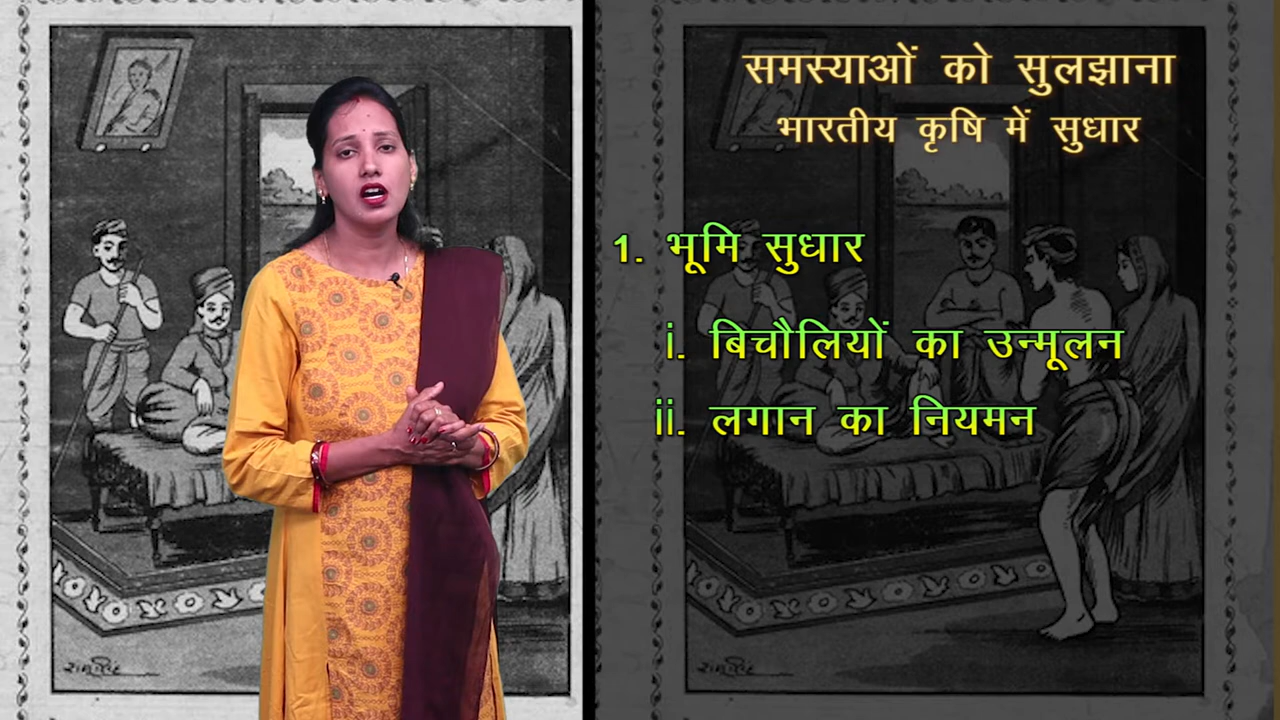 समस्याओं को सुलझाना
भारतीय कृषि में सुधार
1. भूमि सुधार
i. बिचौलियों का उन्मूलन
ii. लगान का नियमन